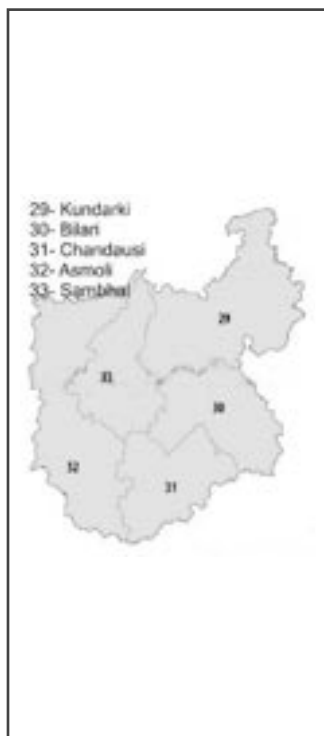 29- Kundarki
30- Bilari
31- Chandausi
32- Asmoli
33- Sambhal
29
30
32
31